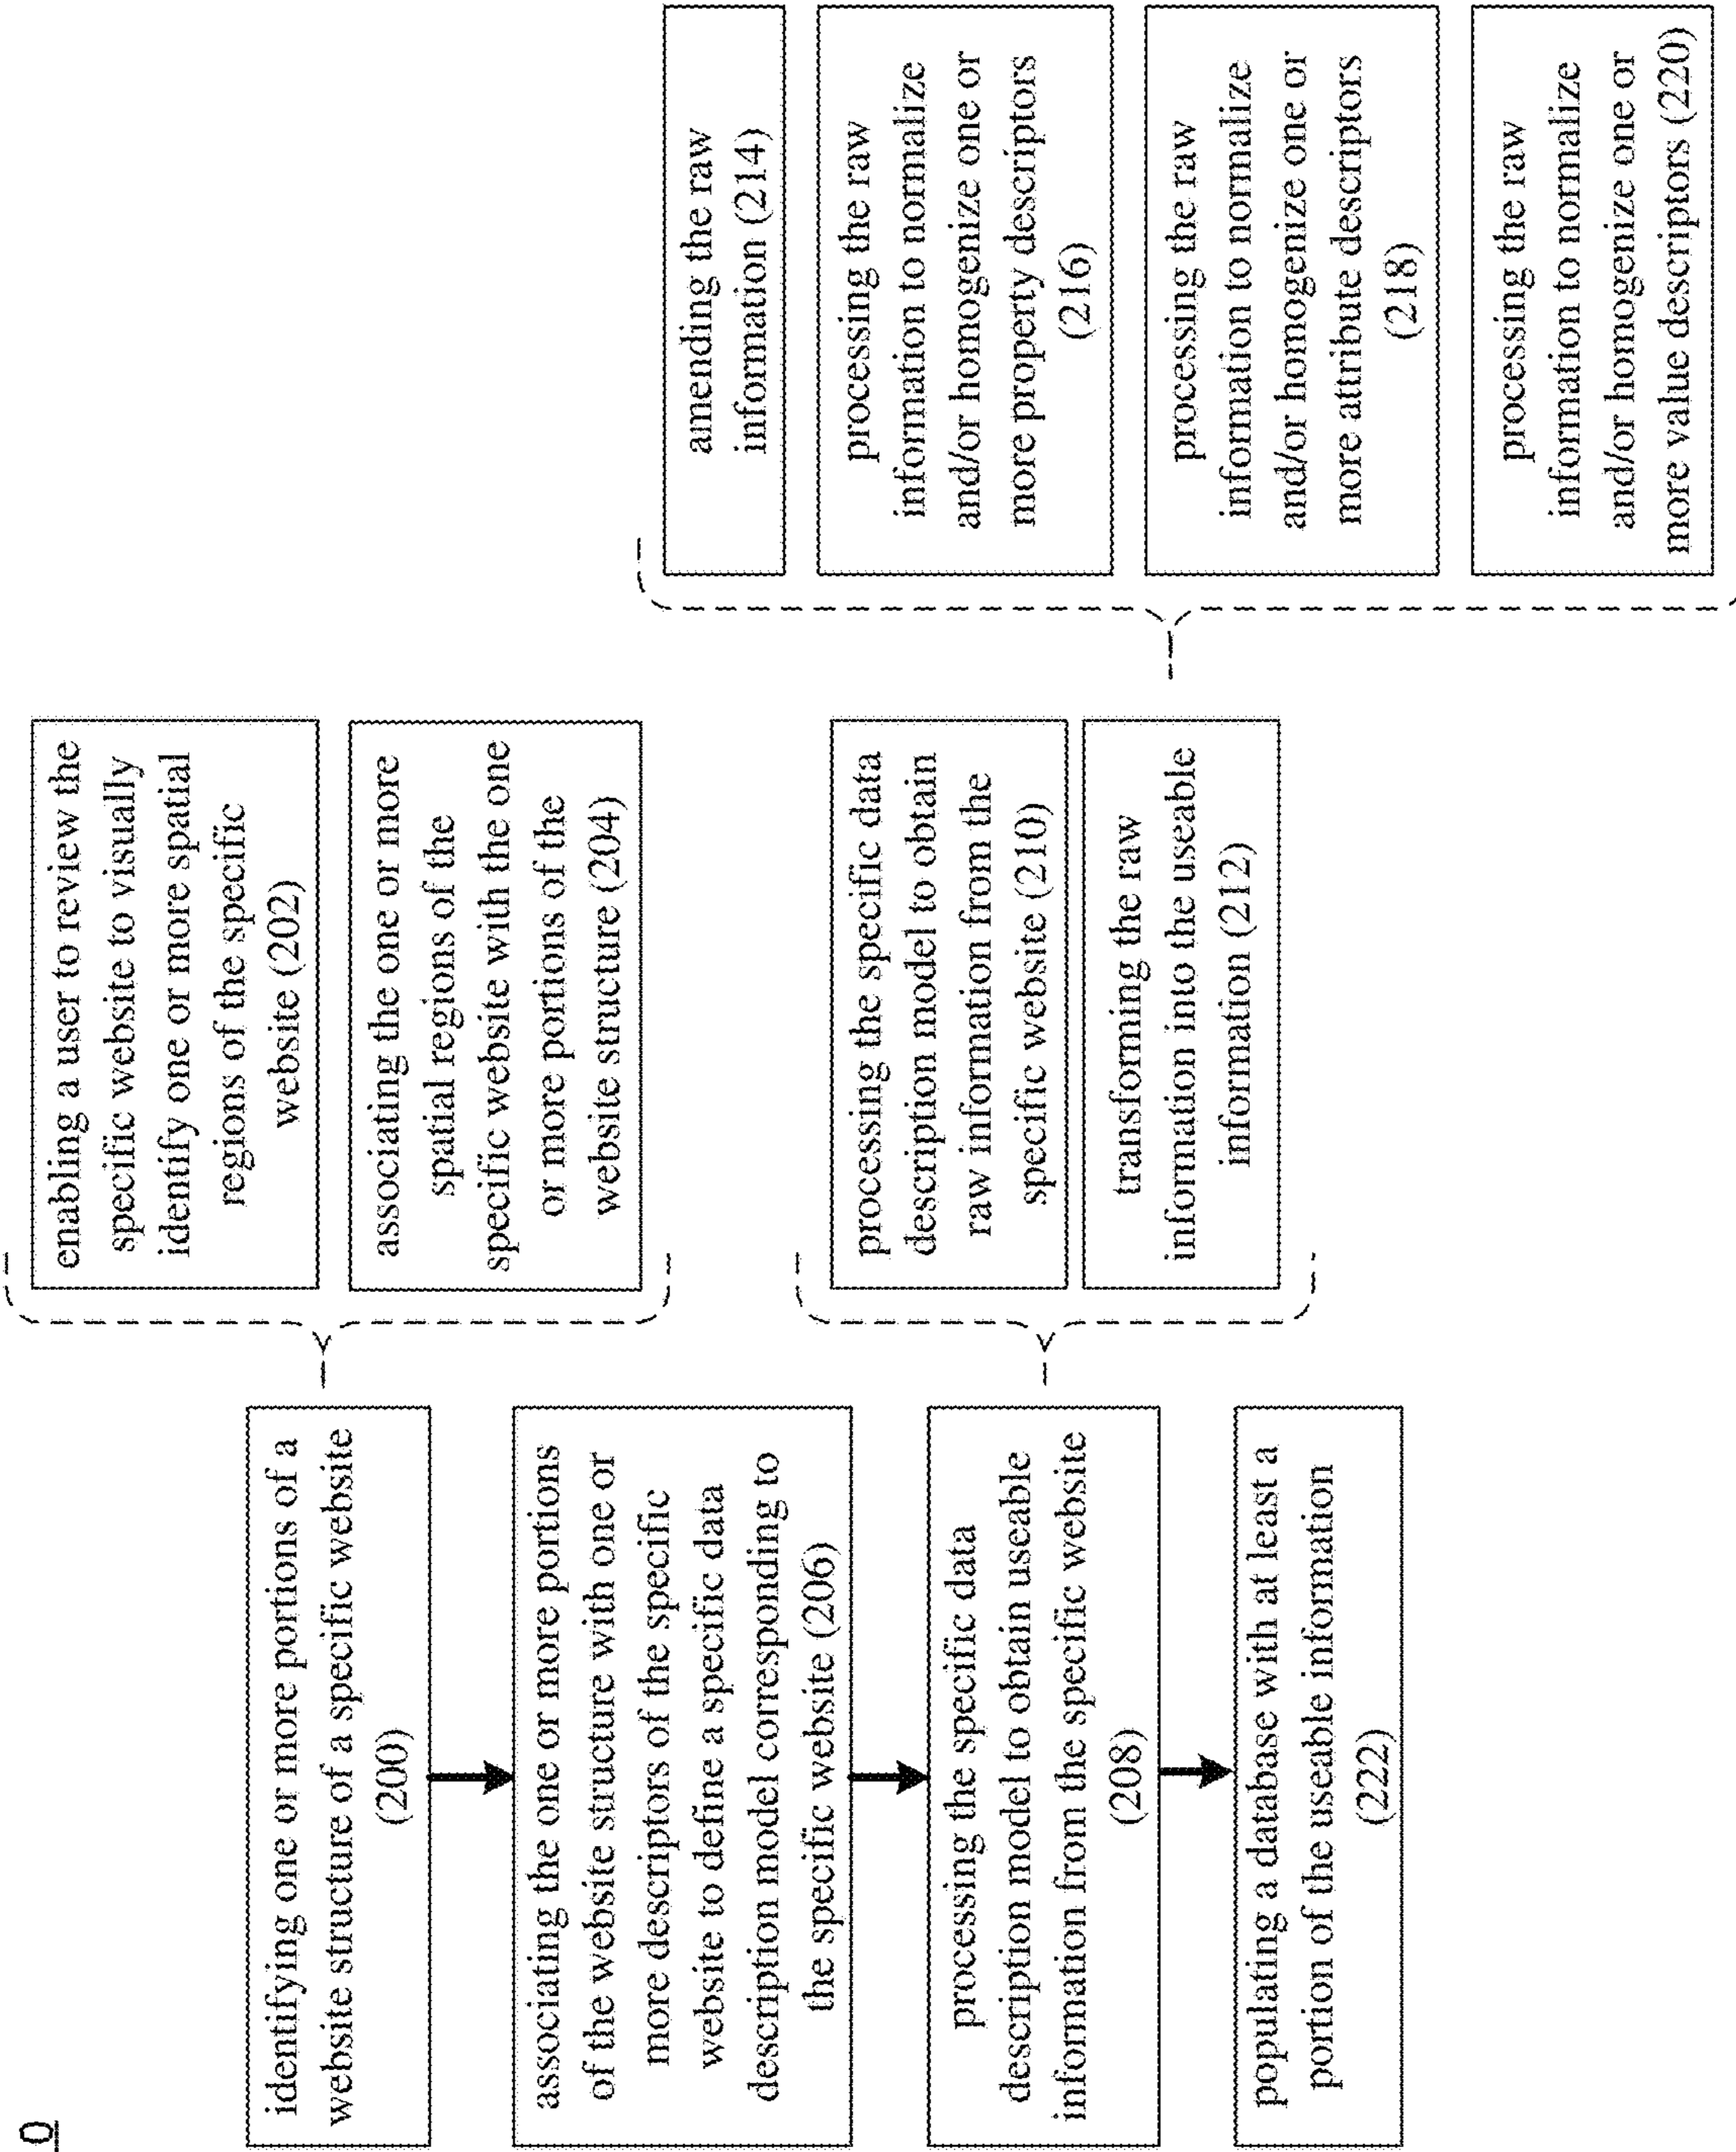 10
identifying one or more portions of a
website structure of a specific website
(200)
enabling a user to review the
specific website to visually
identify one or more spatial
regions of the specific
website (202)
associating the one or more
spatial regions of the
specific website with the one
or more portions of the
website structure (204)
associating the one or more portions
of the website structure with one or
more descriptors of the specific
website to define a specific data
description model corresponding to
the specific website (206)
processing the specific data
description model to obtain useable
information from the specific website
(208)
processing the specific data
description model to obtain
raw information from the
specific website (210)
transforming the raw
information into the useable
information (212)
amending the raw
information (214)
processing the raw
information to normalize
and/or homogenize one or
more property descriptors
(216)
processing the raw
information to normalize
and/or homogenize one or
more attribute descriptors
(218)
processing the raw
information to normalize
and/or homogenize one or
more value descriptors (220)
populating a database with at least a
portion of the useable information
(222)